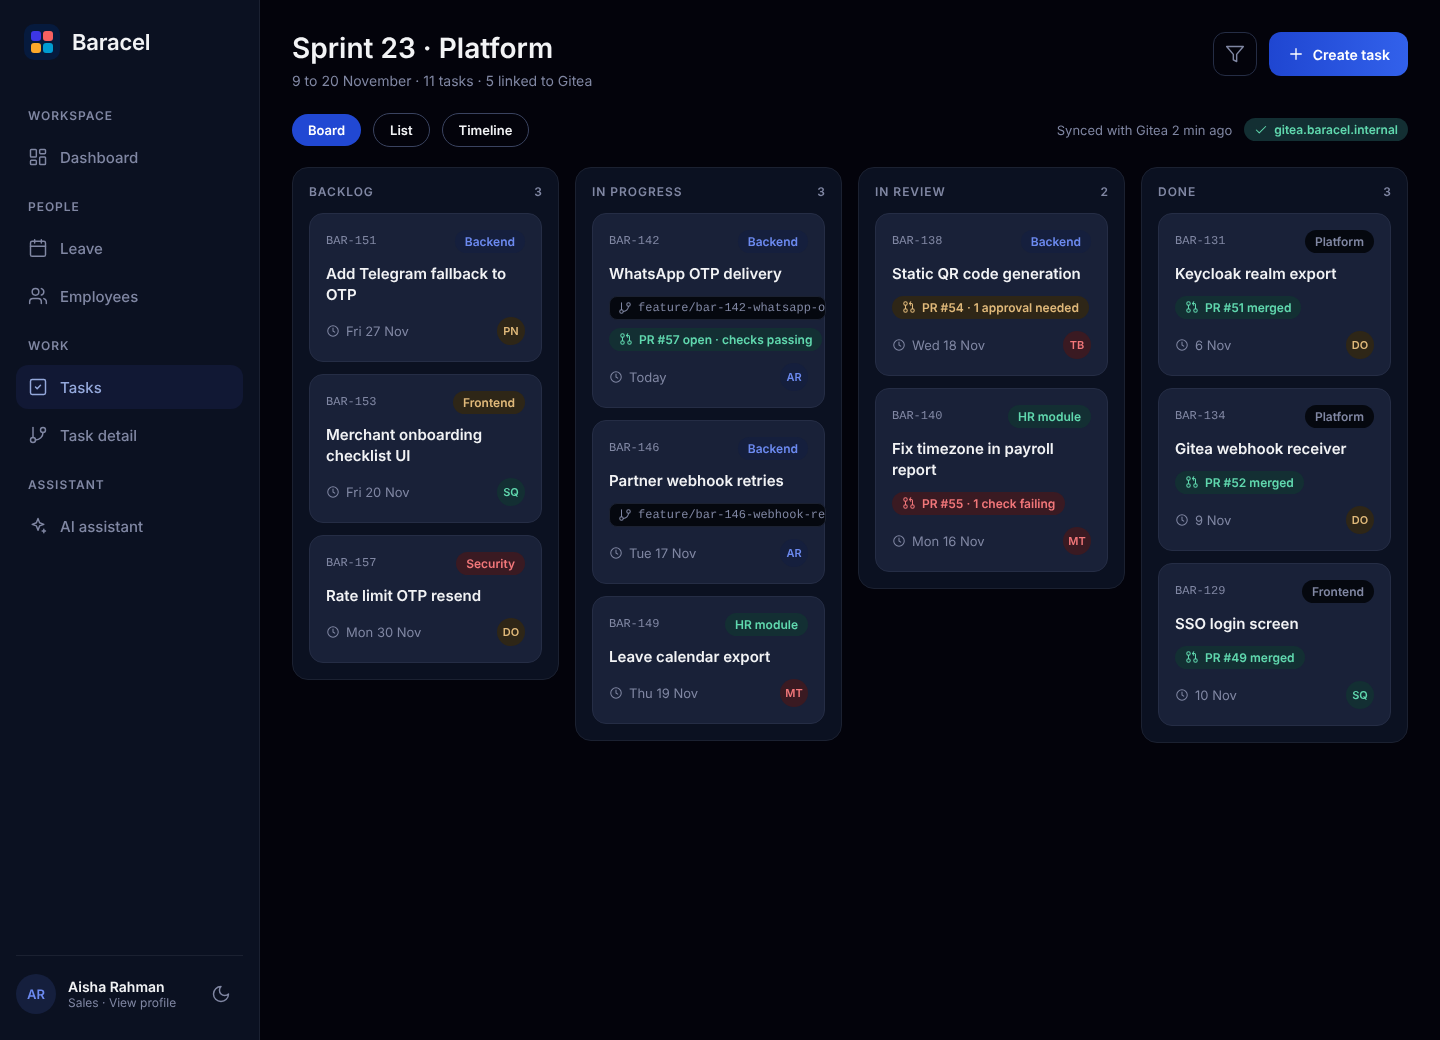 Baracel
WORKSPACE
Dashboard
PEOPLE
Leave
Employees
WORK
Tasks
Task detail
ASSISTANT
AI assistant
AR
Aisha Rahman
Sales · View profile
Sprint 23 · Platform
9 to 20 November · 11 tasks · 5 linked to Gitea
Create task
Board
List
Timeline
Synced with Gitea 2 min ago
gitea.baracel.internal
BACKLOG 3
BAR-151 Backend
Add Telegram fallback to
OTP
Fri 27 Nov PN
BAR-153 Frontend
Merchant onboarding
checklist UI
Fri 20 Nov SQ
BAR-157 Security
Rate limit OTP resend
Mon 30 Nov DO
IN PROGRESS 3
BAR-142 Backend
WhatsApp OTP delivery
feature/bar-142-whatsapp-o
PR #57 open · checks passing
Today AR
BAR-146 Backend
Partner webhook retries
feature/bar-146-webhook-re
Tue 17 Nov AR
BAR-149 HR module
Leave calendar export
Thu 19 Nov MT
IN REVIEW 2
BAR-138 Backend
Static QR code generation
PR #54 · 1 approval needed
Wed 18 Nov TB
BAR-140 HR module
Fix timezone in payroll
report
PR #55 · 1 check failing
Mon 16 Nov MT
DONE 3
BAR-131 Platform
Keycloak realm export
PR #51 merged
6 Nov DO
BAR-134 Platform
Gitea webhook receiver
PR #52 merged
9 Nov DO
BAR-129 Frontend
SSO login screen
PR #49 merged
10 Nov SQ